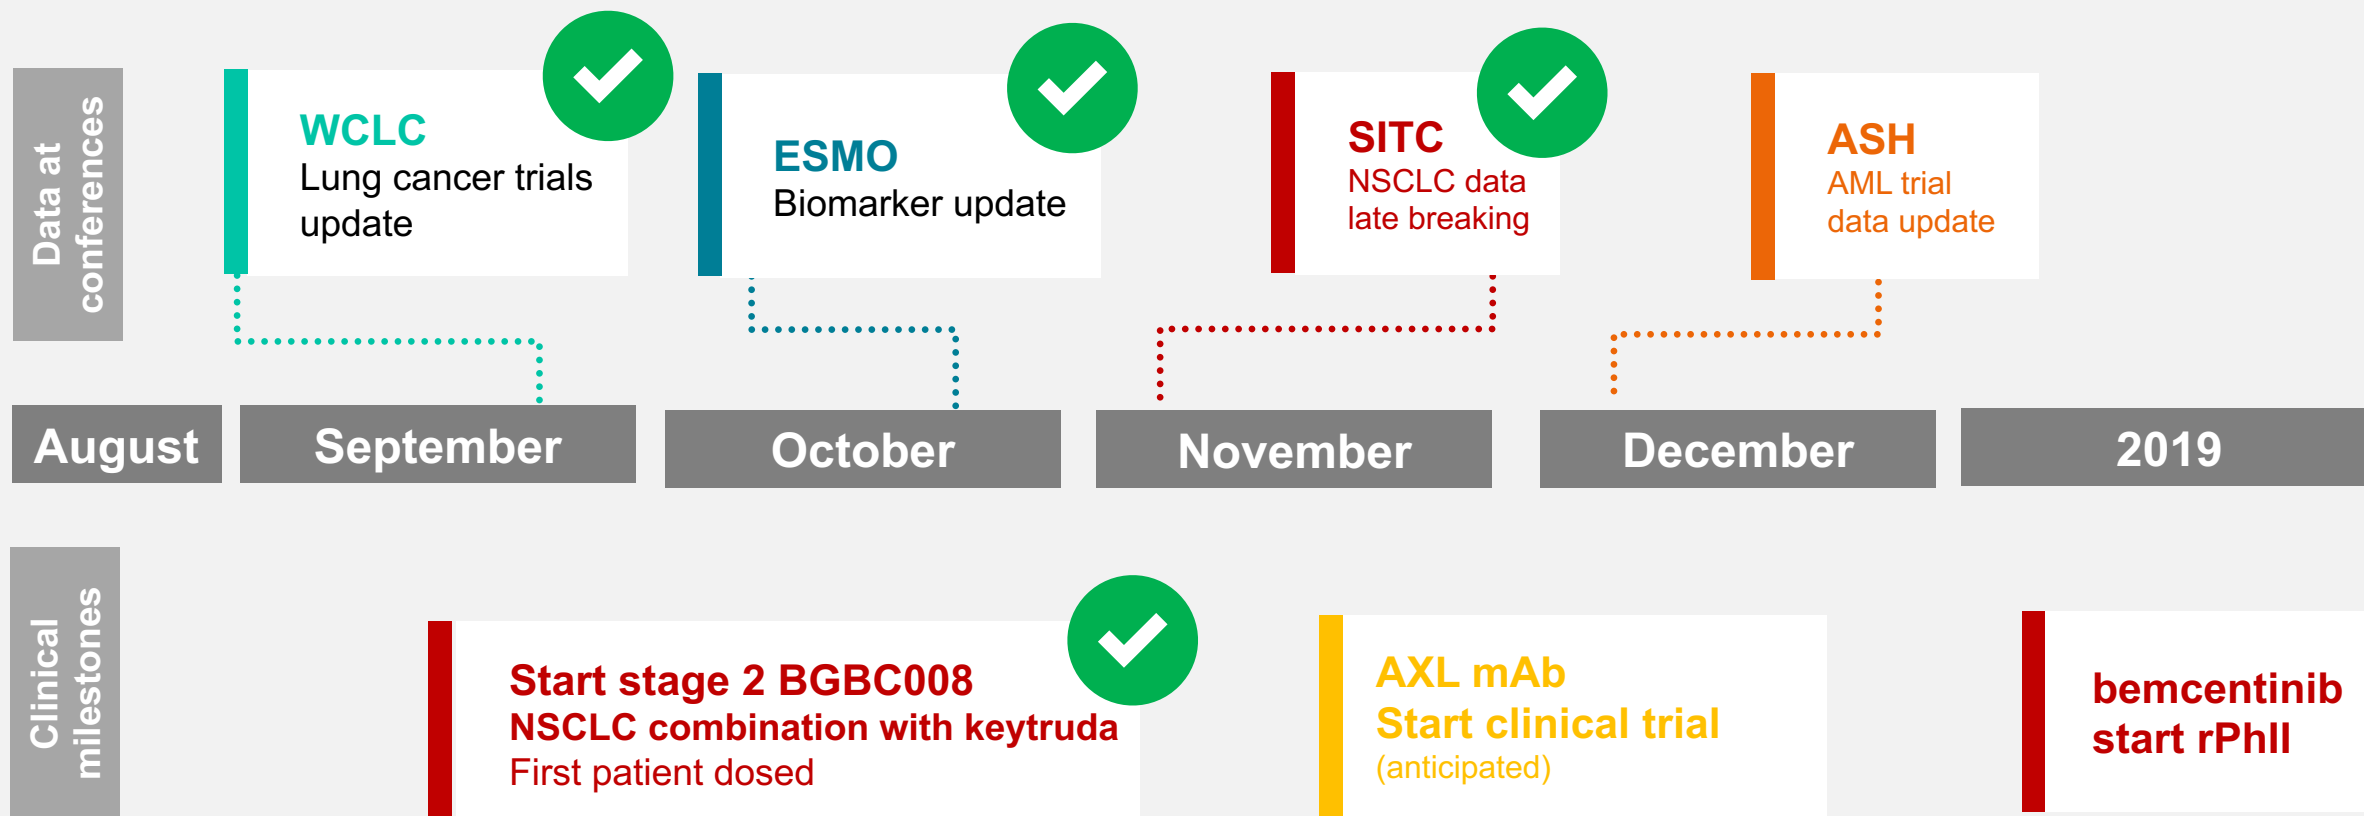 Data at
conferences
WCLC
Lung cancer trials
update
ESMO
Biomarker update
SITC
NSCLC data
late breaking
ASH
AML trial
data update
August
September
October
November
December
2019
Clinical
milestones
Start stage 2 BGBC008
NSCLC combination with keytruda
First patient dosed
AXL mAb
Start clinical trial
(anticipated)
bemcentinib
start rPhII